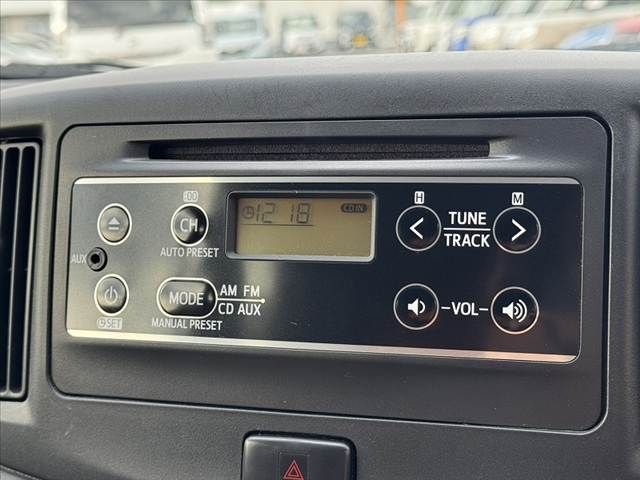 :00
CH
AUTO PRESET
12:18
CD IN
H
M
TUNE
TRACK
AUX
MODE
AM FM
CD AUX
SET
MANUAL PRESET
VOL